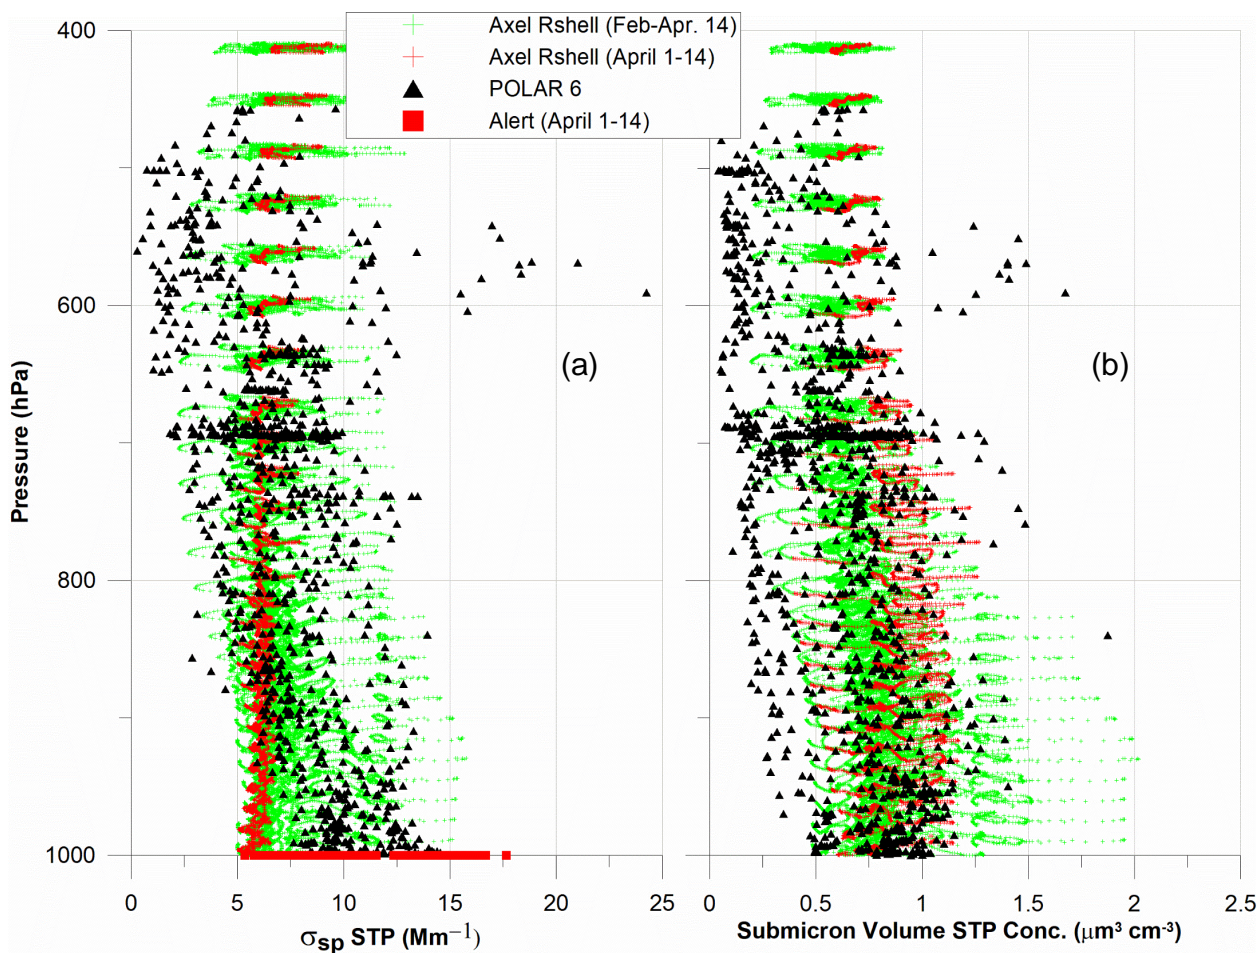 Axel Rshell (Feb-Apr. 14)
Axel Rshell (April 1-14)
POLAR 6
Alert (April 1-14)
400
600
800
1000
Pressure (hPa)
(a)
(b)
0 5 10 15 20 25
0 0.5 1 1.5 2 2.5
σsp STP (Mm⁻¹)
Submicron Volume STP Conc. (μm³ cm⁻³)